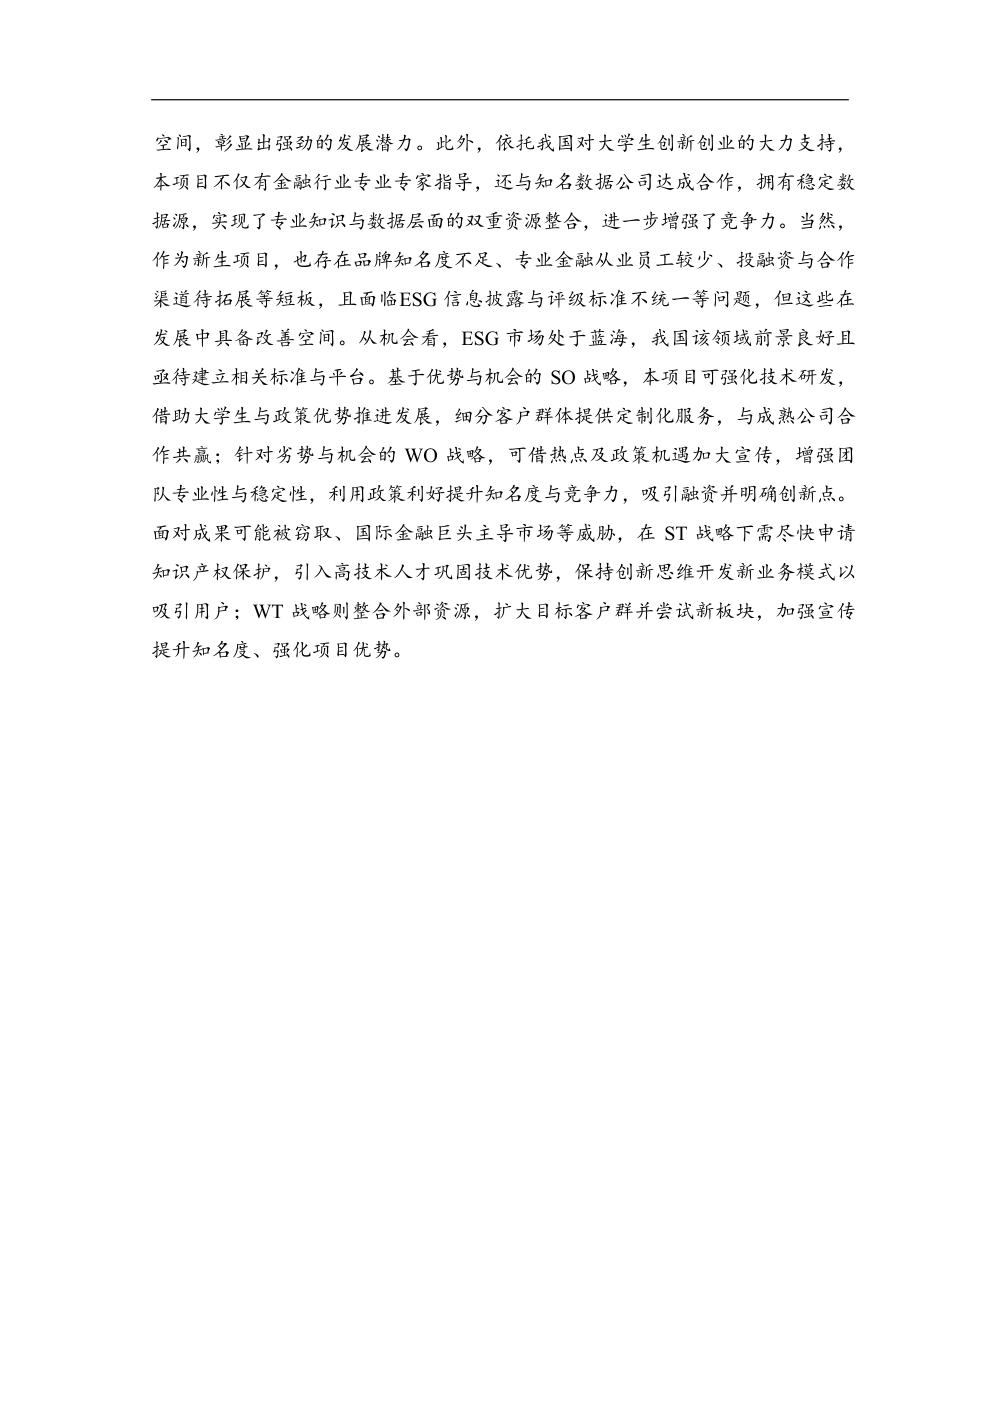 空间，彰显出强劲的发展潜力。此外，依托我国对大学生创新创业的大力支持，
本项目不仅有金融行业专业专家指导，还与知名数据公司达成合作，拥有稳定数
据源，实现了专业知识与数据层面的双重资源整合，进一步增强了竞争力。当然，
作为新生项目，也存在品牌知名度不足、专业金融从业员工较少、投融资与合作
渠道待拓展等短板，且面临ESG 信息披露与评级标准不统一等问题，但这些在
发展中具备改善空间。从机会看，ESG 市场处于蓝海，我国该领域前景良好且
亟待建立相关标准与平台。基于优势与机会的 SO 战略，本项目可强化技术研发，
借助大学生与政策优势推进发展，细分客户群体提供定制化服务，与成熟公司合
作共赢；针对劣势与机会的 WO 战略，可借热点及政策机遇加大宣传，增强团
队专业性与稳定性，利用政策利好提升知名度与竞争力，吸引融资并明确创新点。
面对成果可能被窃取、国际金融巨头主导市场等威胁，在 ST 战略下需尽快申请
知识产权保护，引入高技术人才巩固技术优势，保持创新思维开发新业务模式以
吸引用户；WT 战略则整合外部资源，扩大目标客户群并尝试新板块，加强宣传
提升知名度、强化项目优势。